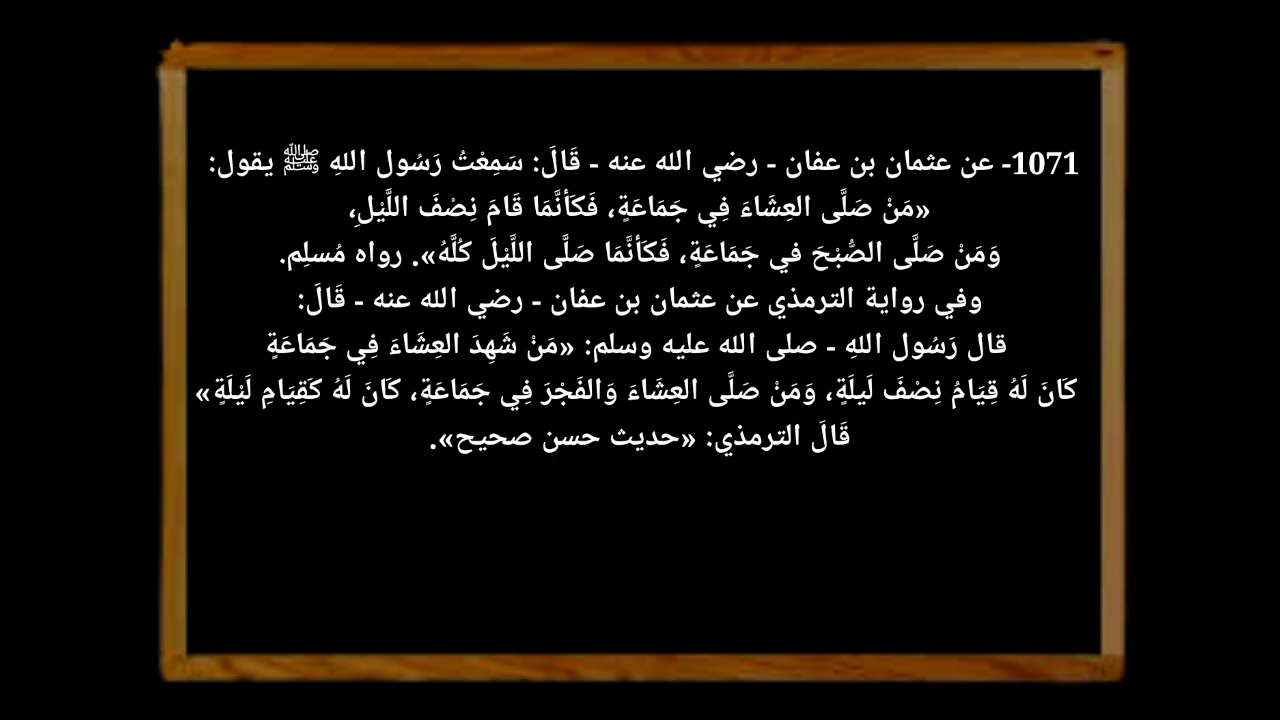 1071- عن عثمان بن عفان - رضي الله عنه - قَالَ: سَمِعْتُ رَسُول اللهِ ﷺ يقول:
«مَنْ صَلَّى العِشَاءَ فِي جَمَاعَةٍ، فَكَأنَّمَا قَامَ نِصْفَ اللَّيْلِ،
وَمَنْ صَلَّى الصُّبْحَ في جَمَاعَةٍ، فَكَأنَّمَا صَلَّى اللَّيْلَ كُلَّهُ». رواه مُسلِم.
وفي رواية الترمذي عن عثمان بن عفان - رضي الله عنه - قَالَ:
قال رَسُول اللهِ - صلى الله عليه وسلم: «مَنْ شَهِدَ العِشَاءَ فِي جَمَاعَةٍ
كَانَ لَهُ قِيَامُ نِصْفَ لَيلَةٍ، وَمَنْ صَلَّى العِشَاءَ وَالفَجْرَ فِي جَمَاعَةٍ، كَانَ لَهُ كَقِيَامِ لَيْلَةٍ»
قَالَ الترمذي: «حديث حسن صحيح».